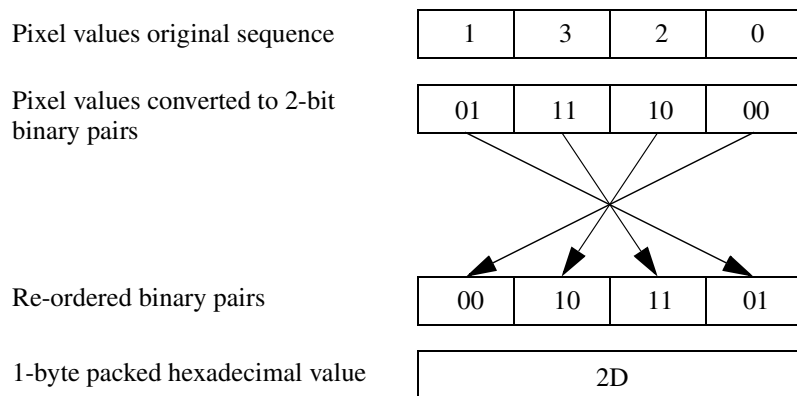 Pixel values original sequence
1 3 2 0
Pixel values converted to 2-bit
binary pairs
01 11 10 00
Re-ordered binary pairs
00 10 11 01
1-byte packed hexadecimal value
2D